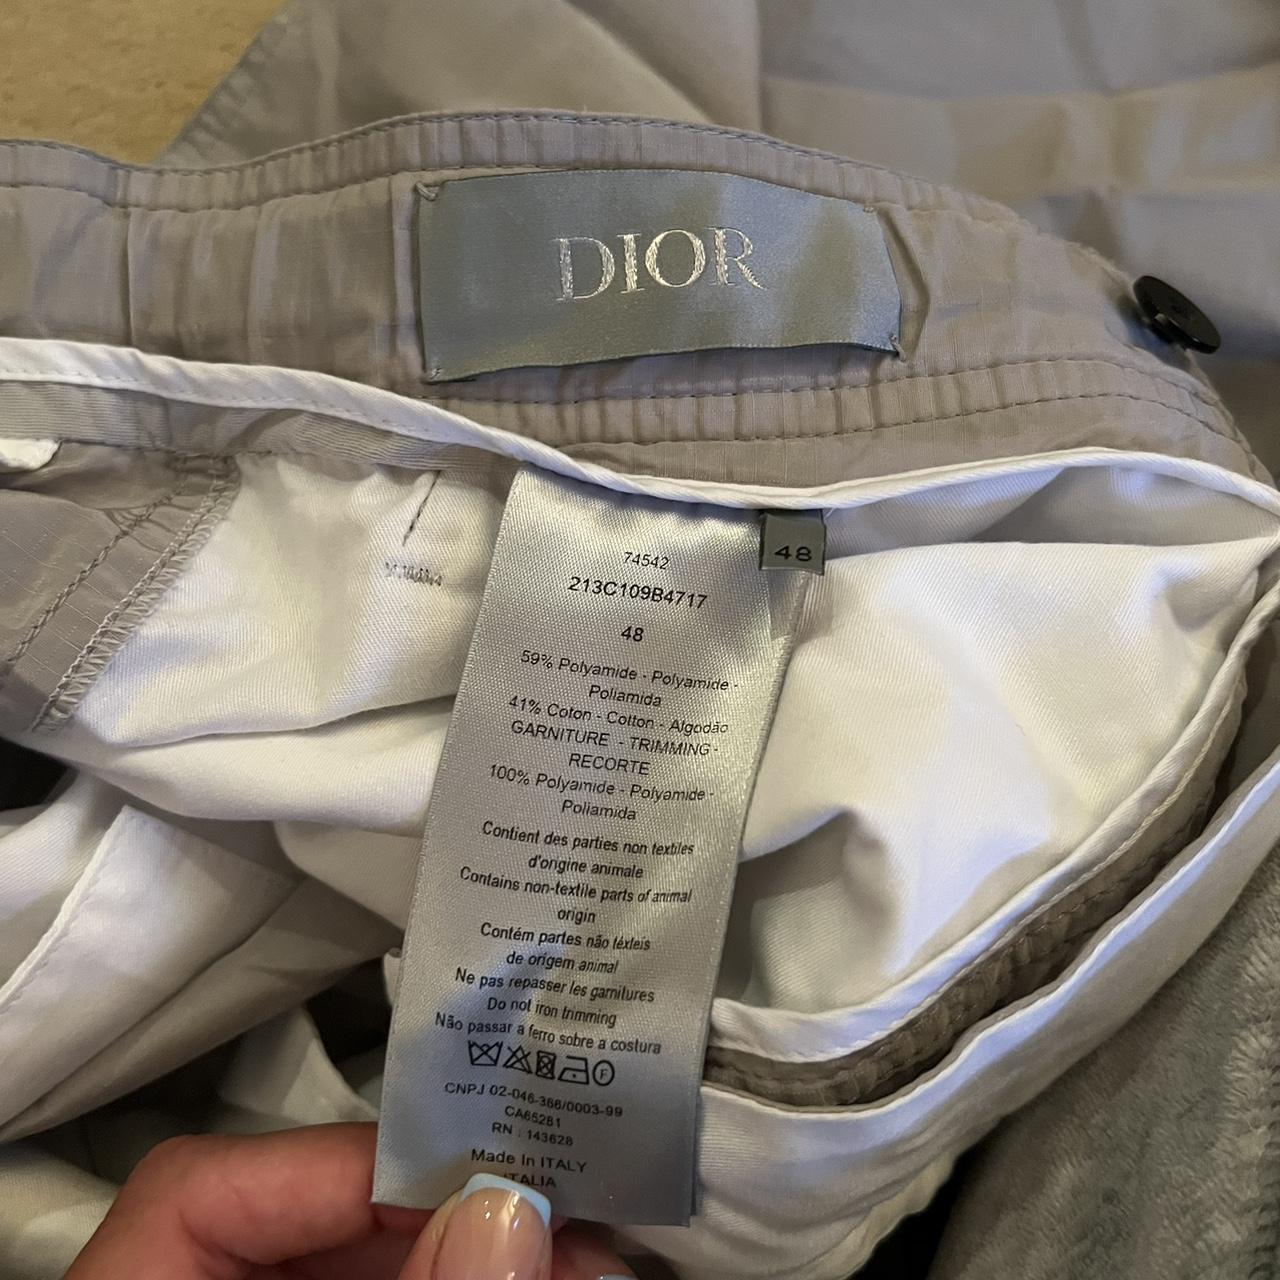 DIOR
48
74542
213C109B4717
48
59% Polyamide - Polyamide -
Poliamida
41% Coton - Cotton - Algodão
GARNITURE - TRIMMING -
RECORTE
100% Polyamide - Polyamide -
Poliamida
Contient des parties non textiles
d'origine animale
Contains non-textile parts of animal
origin
Contém partes não têxteis
de origem animal
Ne pas repasser les garnitures
Do not iron trimming
Não passar a ferro sobre a costura
F
CNPJ 02-046-366/0003-99
CA65281
RN : 143628
Made In ITALY
ITALIA